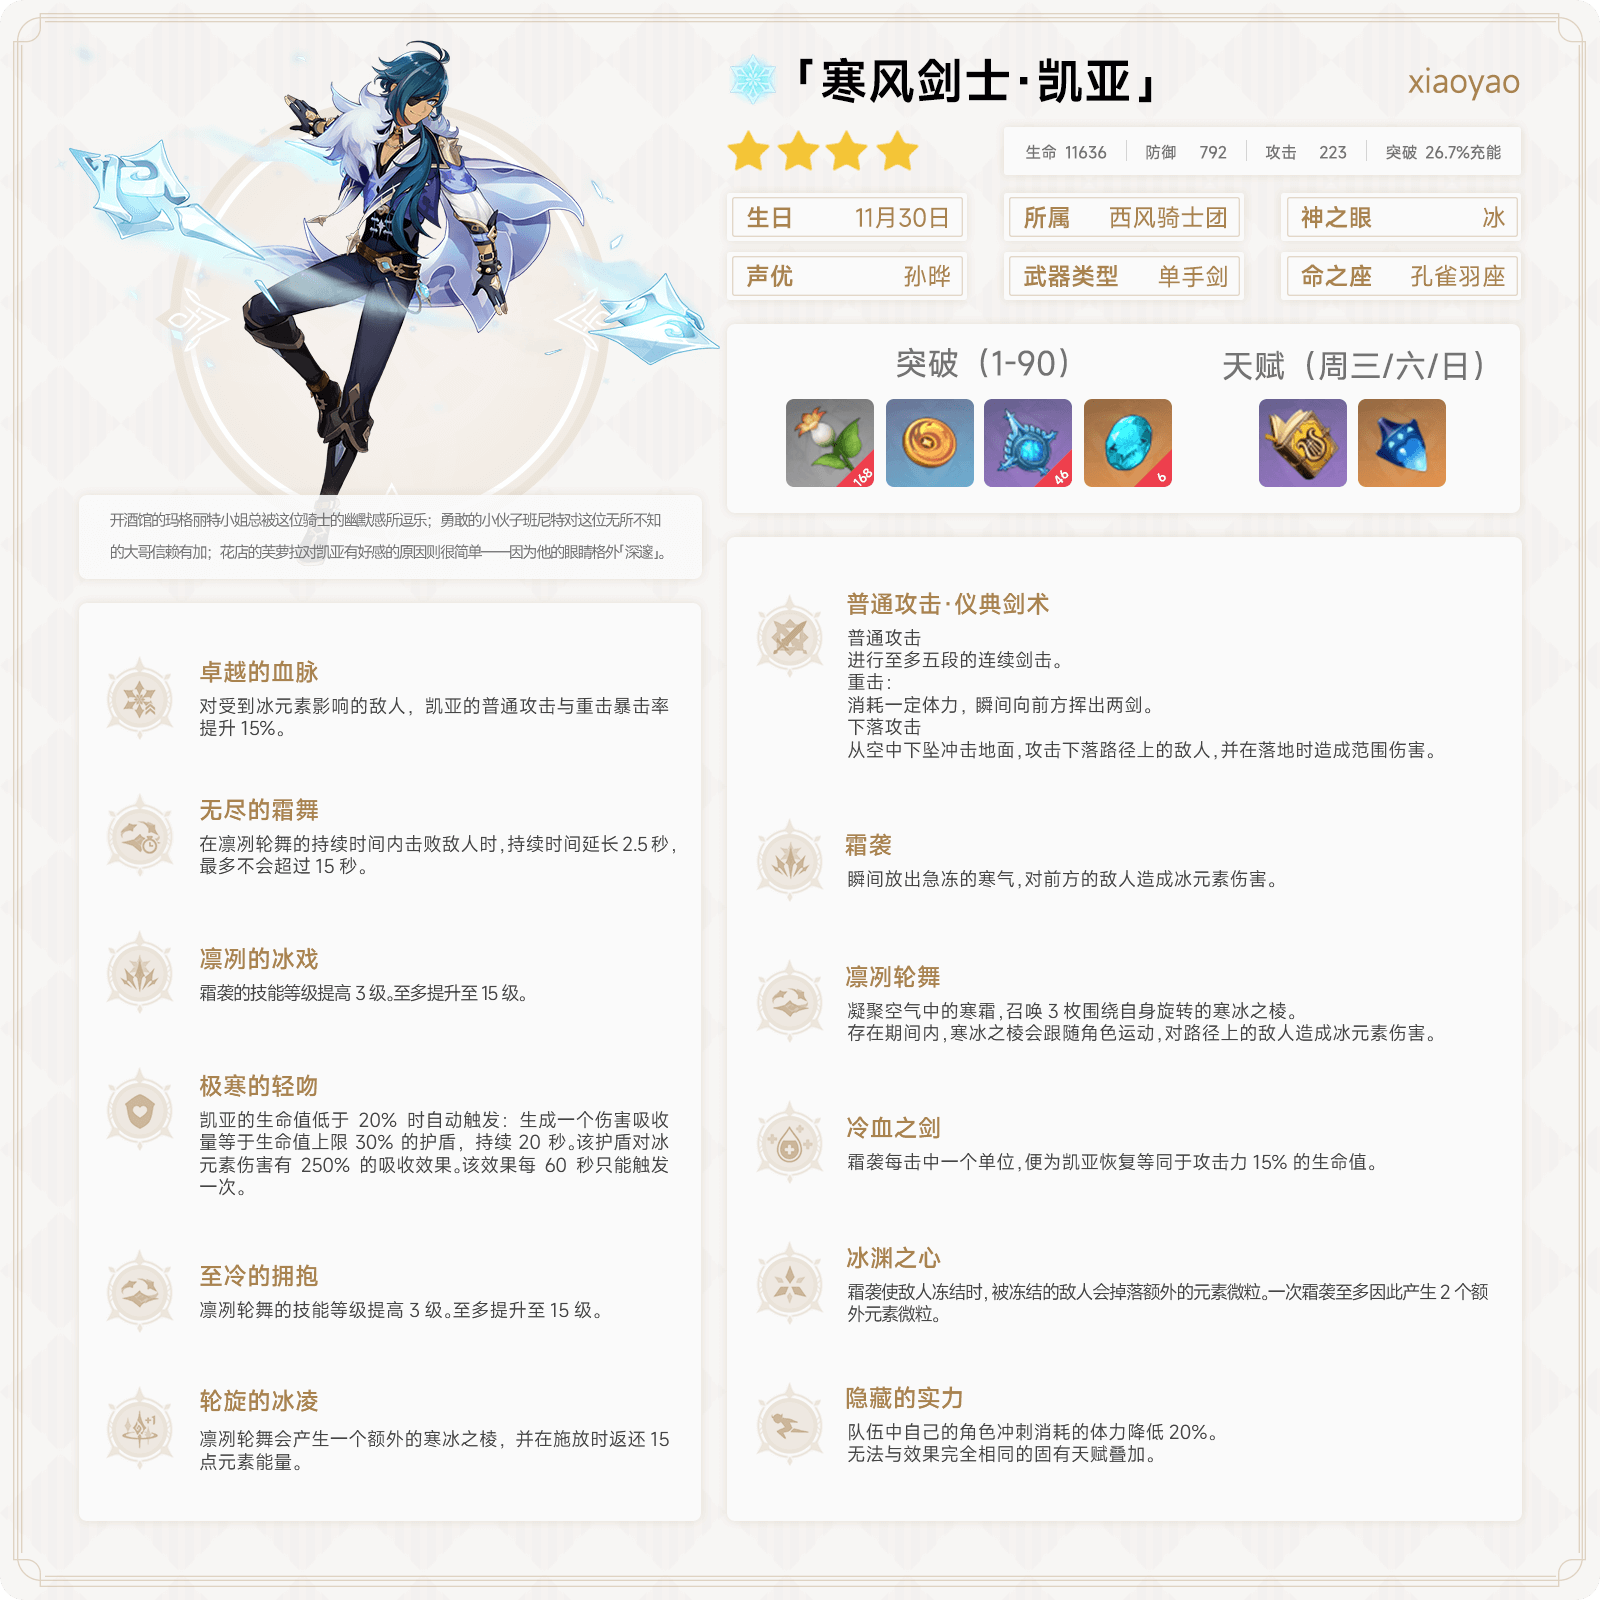 「寒风剑士·凯亚」
xiaoyao
生命 11636 防御 792 攻击 223 突破 26.7%充能
生日 11月30日
所属 西风骑士团
神之眼 冰
声优 孙晔
武器类型 单手剑
命之座 孔雀羽座
突破（1-90）
天赋（周三/六/日）
168
46
6
开酒馆的玛格丽特小姐总被这位骑士的幽默感所逗乐；勇敢的小伙子班尼特对这位无所不知
的大哥信赖有加；花店的芙萝拉对凯亚有好感的原因则很简单——因为他的眼睛格外「深邃」。
卓越的血脉
对受到冰元素影响的敌人，凯亚的普通攻击与重击暴击率
提升 15%。
无尽的霜舞
在凛冽轮舞的持续时间内击败敌人时,持续时间延长 2.5 秒,
最多不会超过 15 秒。
凛冽的冰戏
霜袭的技能等级提高 3 级。至多提升至 15 级。
极寒的轻吻
凯亚的生命值低于 20% 时自动触发：生成一个伤害吸收
量等于生命值上限 30% 的护盾，持续 20 秒。该护盾对冰
元素伤害有 250% 的吸收效果。该效果每 60 秒只能触发
一次。
至冷的拥抱
凛冽轮舞的技能等级提高 3 级。至多提升至 15 级。
轮旋的冰凌
+1
凛冽轮舞会产生一个额外的寒冰之棱，并在施放时返还 15
点元素能量。
普通攻击·仪典剑术
普通攻击
进行至多五段的连续剑击。
重击：
消耗一定体力，瞬间向前方挥出两剑。
下落攻击
从空中下坠冲击地面,攻击下落路径上的敌人,并在落地时造成范围伤害。
霜袭
瞬间放出急冻的寒气,对前方的敌人造成冰元素伤害。
凛冽轮舞
凝聚空气中的寒霜,召唤 3 枚围绕自身旋转的寒冰之棱。
存在期间内,寒冰之棱会跟随角色运动,对路径上的敌人造成冰元素伤害。
冷血之剑
霜袭每击中一个单位,便为凯亚恢复等同于攻击力 15% 的生命值。
冰渊之心
霜袭使敌人冻结时, 被冻结的敌人会掉落额外的元素微粒。一次霜袭至多因此产生 2 个额
外元素微粒。
隐藏的实力
队伍中自己的角色冲刺消耗的体力降低 20%。
无法与效果完全相同的固有天赋叠加。